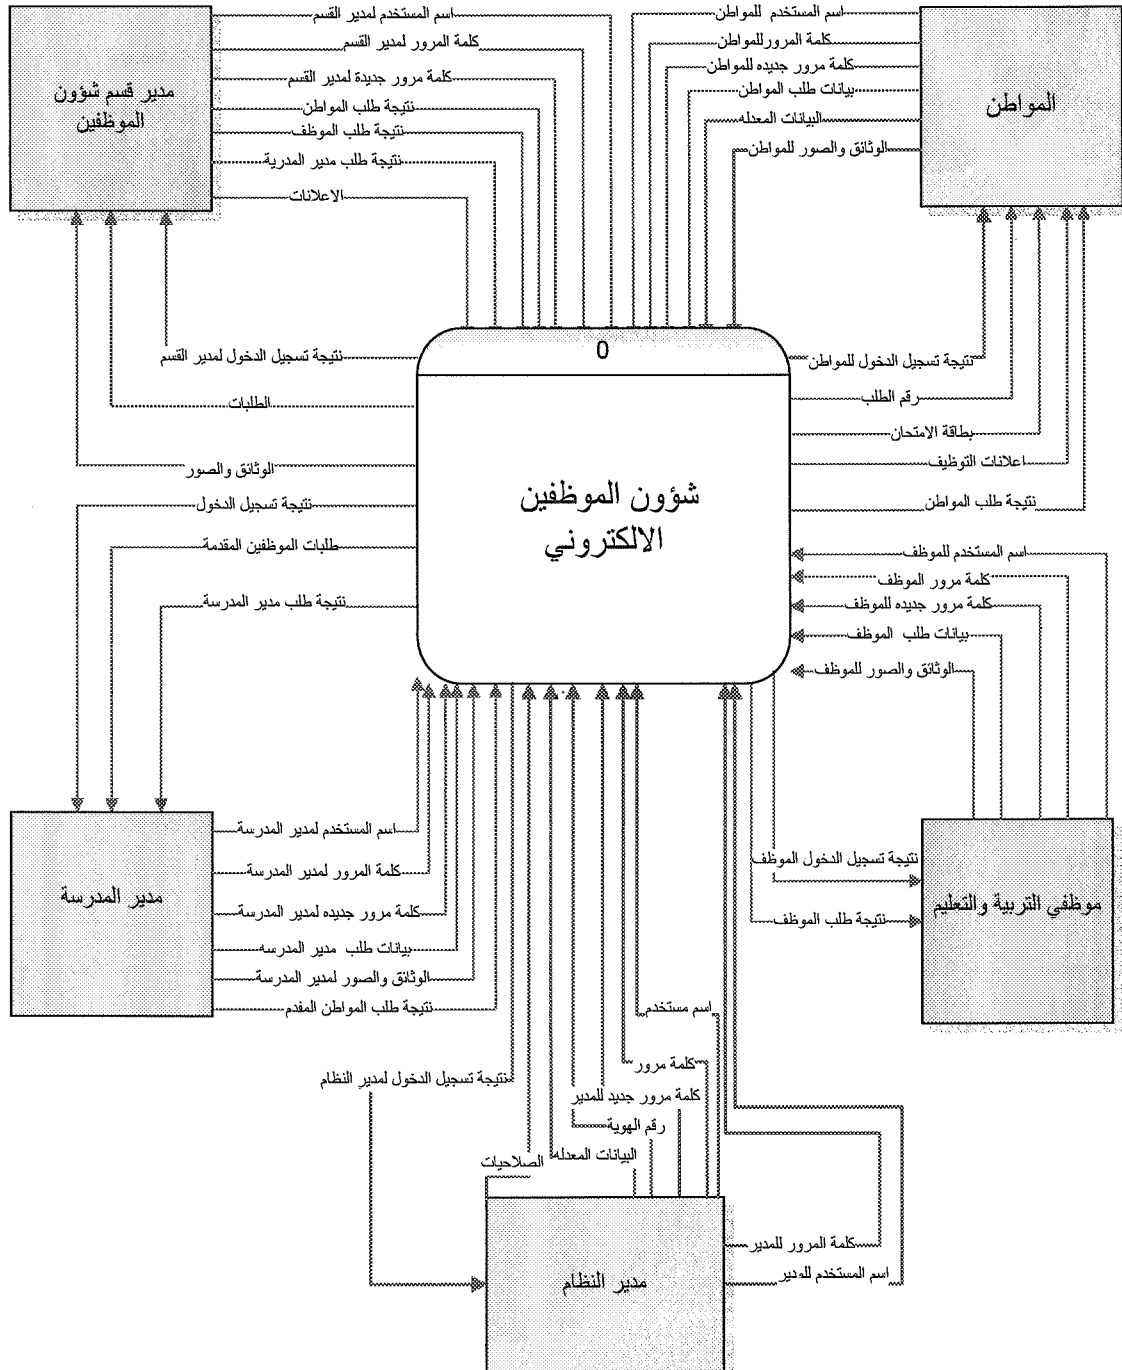 اسم المستخدم لمدير القسم
كلمة المرور لمدير القسم
كلمة مرور جديدة لمدير القسم
نتيجة طلب المواطن
نتيجة طلب الموظف
نتيجة طلب مدير المدرية
الاعلانات
مدير قسم شؤون
الموظفين
اسم المستخدم للمواطن
كلمة المرور للمواطن
كلمة مرور جديده للمواطن
بيانات طلب المواطن
البيانات المعدله
الوثائق والصور للمواطن
المواطن
0
شؤون الموظفين
الالكتروني
نتيجة تسجيل الدخول للمواطن
رقم الطلب
بطاقة الامتحان
اعلانات التوظيف
نتيجة طلب المواطن
نتيجة تسجيل الدخول لمدير القسم
الطلبات
الوثائق والصور
نتيجة تسجيل الدخول
طلبات الموظفين المقدمة
نتيجة طلب مدير المدرسة
اسم المستخدم للموظف
كلمة مرور الموظف
كلمة مرور جديده للموظف
بيانات طلب الموظف
الوثائق والصور للموظف
نتيجة تسجيل الدخول الموظف
نتيجة طلب الموظف
موظفي التربية والتعليم
مدير المدرسة
اسم المستخدم لمدير المدرسة
كلمة المرور لمدير المدرسة
كلمة مرور جديده لمدير المدرسة
بيانات طلب مدير المدرسه
الوثائق والصور لمدير المدرسة
نتيجة طلب المواطن المقدم
اسم مستخدم
كلمة مرور
كلمة مرور جديد للمدير
رقم الهوية
البيانات المعدله
الصلاحيات
نتيجة تسجيل الدخول لمدير النظام
كلمة المرور للمدير
اسم المستخدم للمدير
مدير النظام